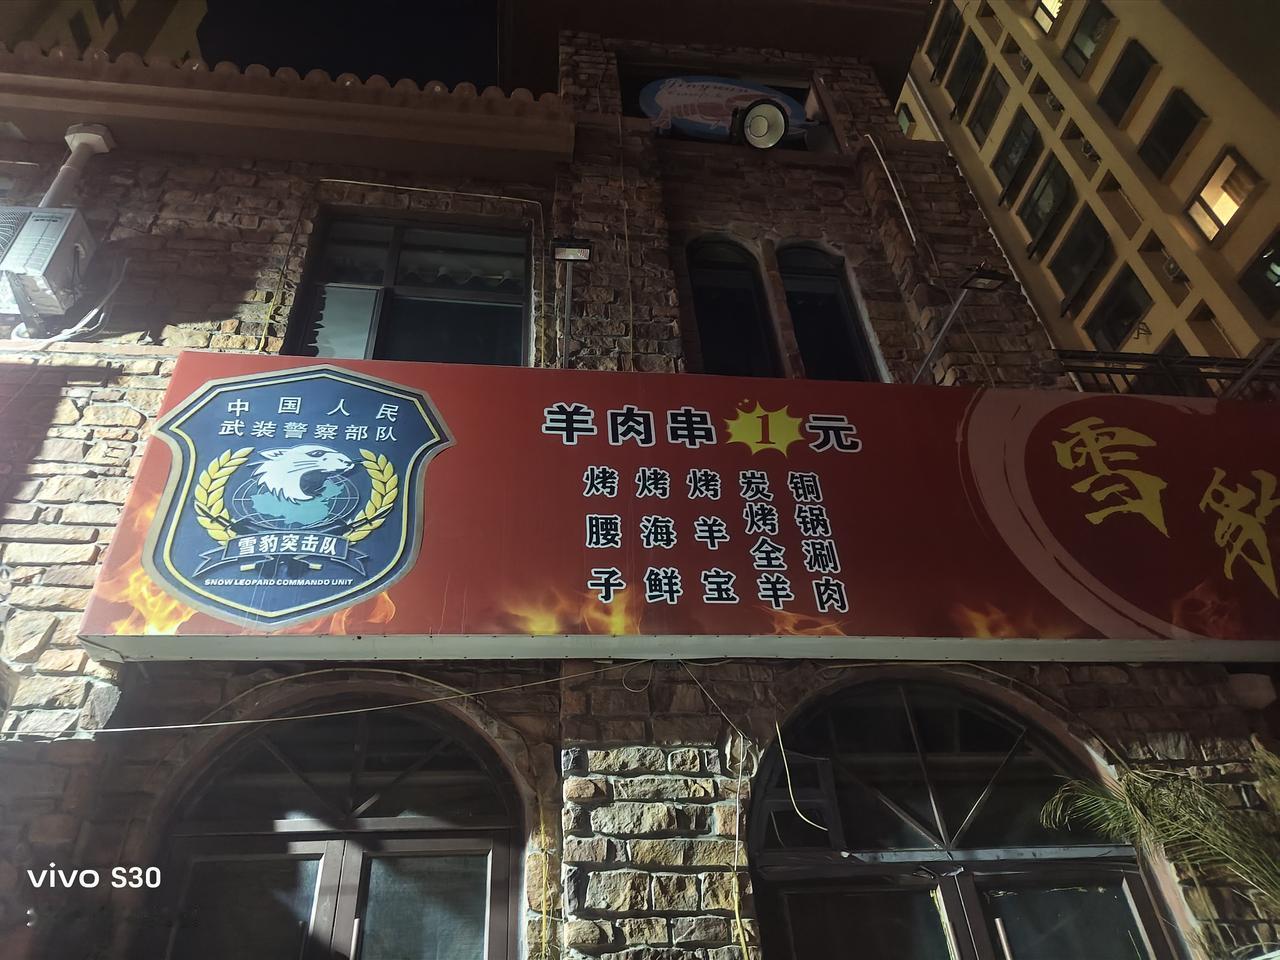 中国人民
武装警察部队
雪豹突击队
SNOW LEOPARD COMMANDO UNIT
羊肉串1元
烤腰子
烤海鲜
烤羊宝
炭烤全羊
铜锅涮肉
雪豹
vivo S30